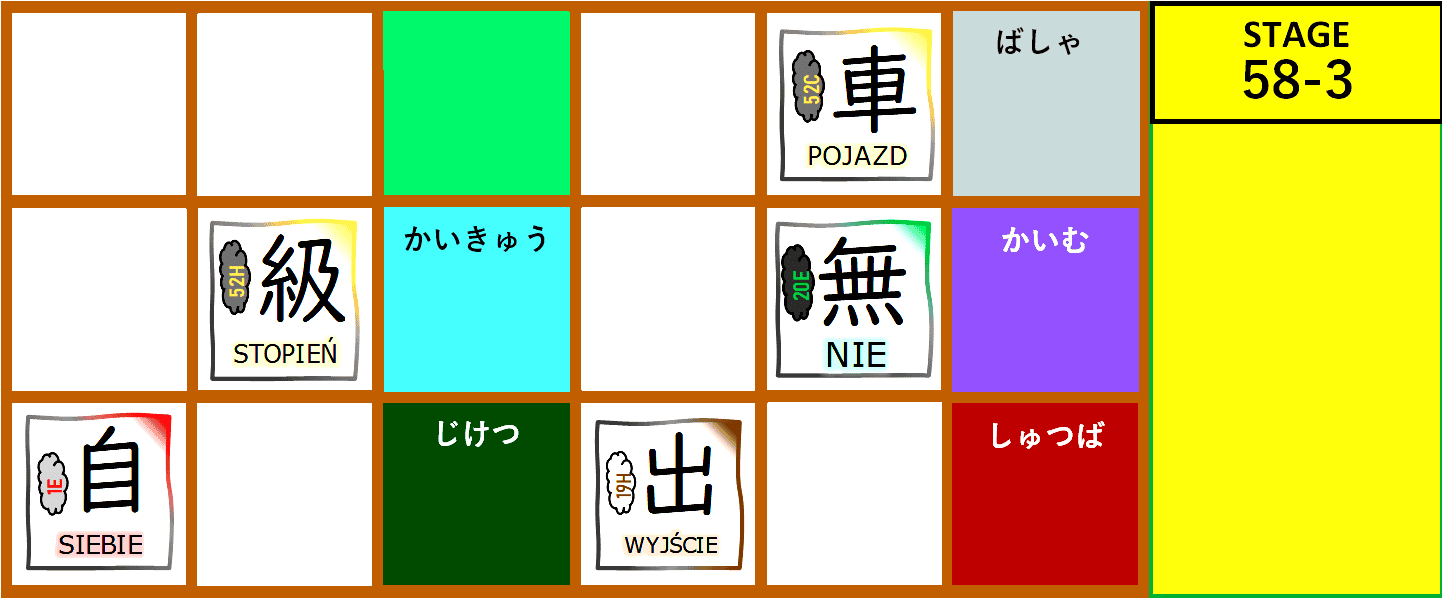 52C
車
POJAZD
ばしゃ
STAGE
58-3
52H
級
STOPIEŃ
かいきゅう
20E
無
NIE
かいむ
1E
自
SIEBIE
じけつ
19H
出
WYJŚCIE
しゅつば